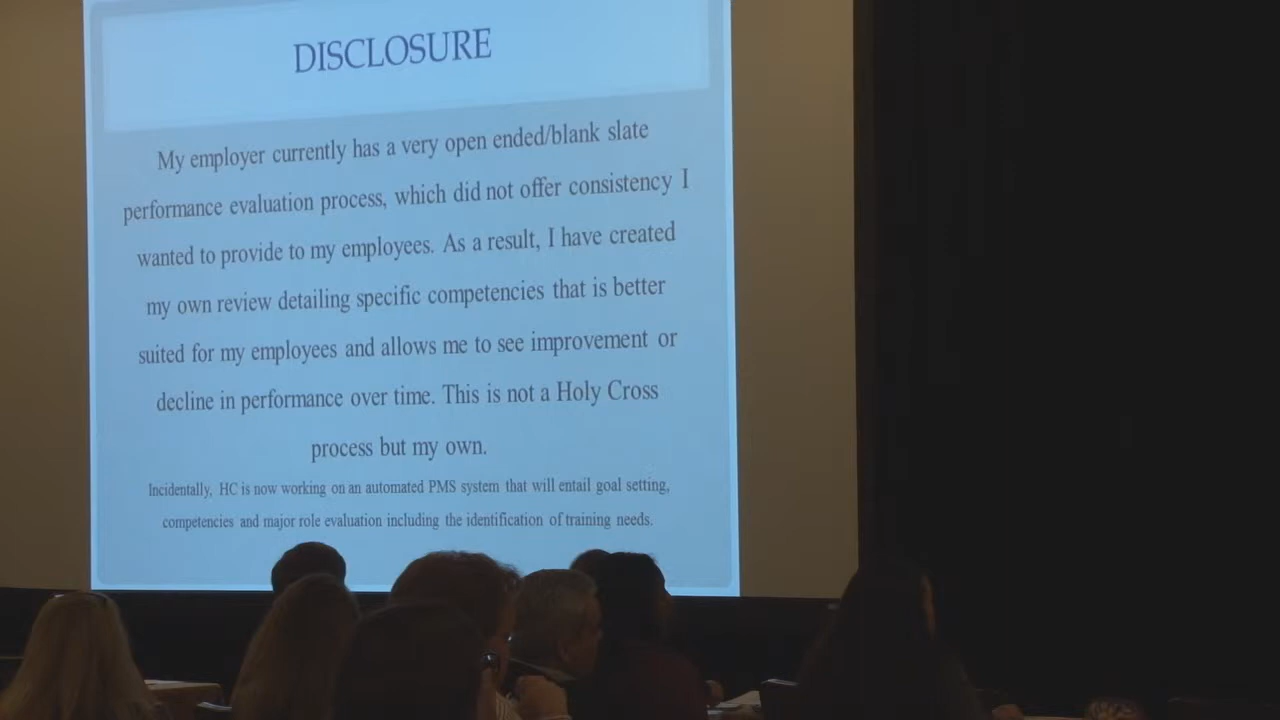 DISCLOSURE
My employer currently has a very open ended/blank slate
performance evaluation process, which did not offer consistency I
wanted to provide to my employees. As a result, I have created
my own review detailing specific competencies that is better
suited for my employees and allows me to see improvement or
decline in performance over time. This is not a Holy Cross
process but my own.
Incidentally, HC is now working on an automated PMS system that will entail goal setting,
competencies and major role evaluation including the identification of training needs.